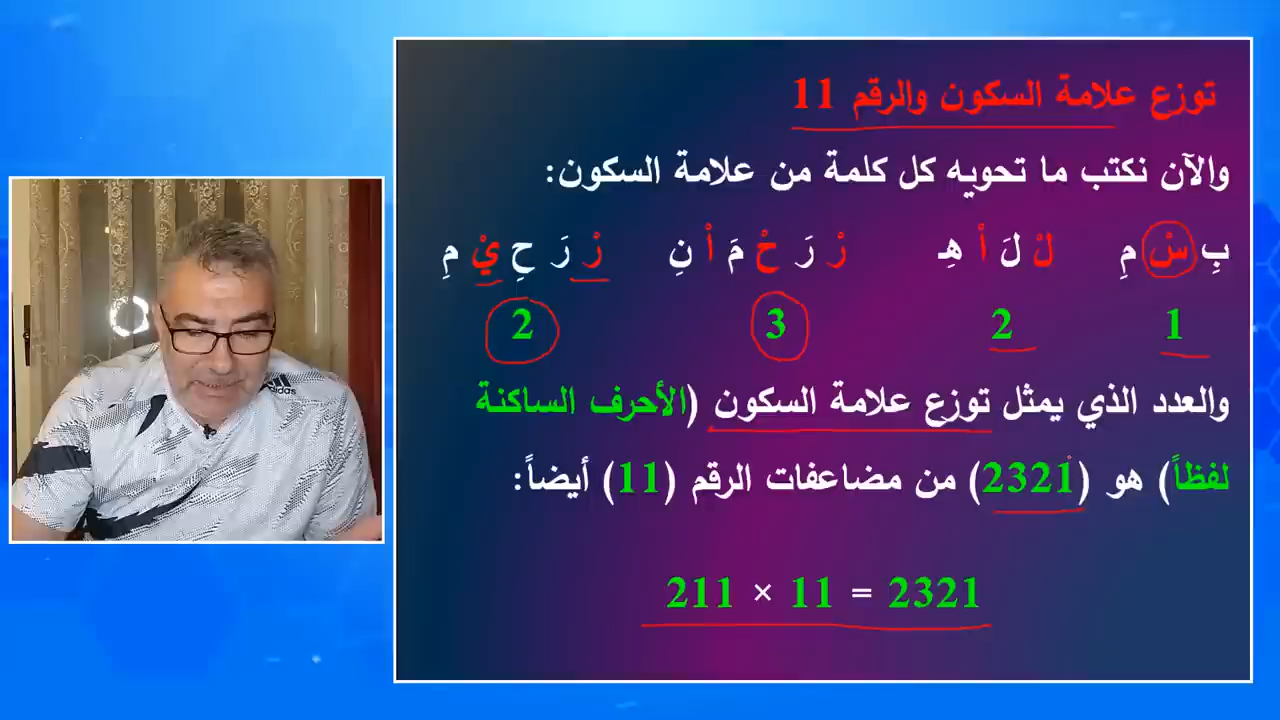 توزع علامة السكون والرقم 11
والآن نكتب ما تحويه كل كلمة من علامة السكون:
بِ سْ مِ لْ لَ اْ هِـ رْ رَ حْ مَ اْ نِ رْ رَ حِ يْ مِ
1 2 3 2
والعدد الذي يمثل توزع علامة السكون (الأحرف الساكنة
لفظاً) هو (2321) من مضاعفات الرقم (11) أيضاً:
2321 = 11 × 211
adidas